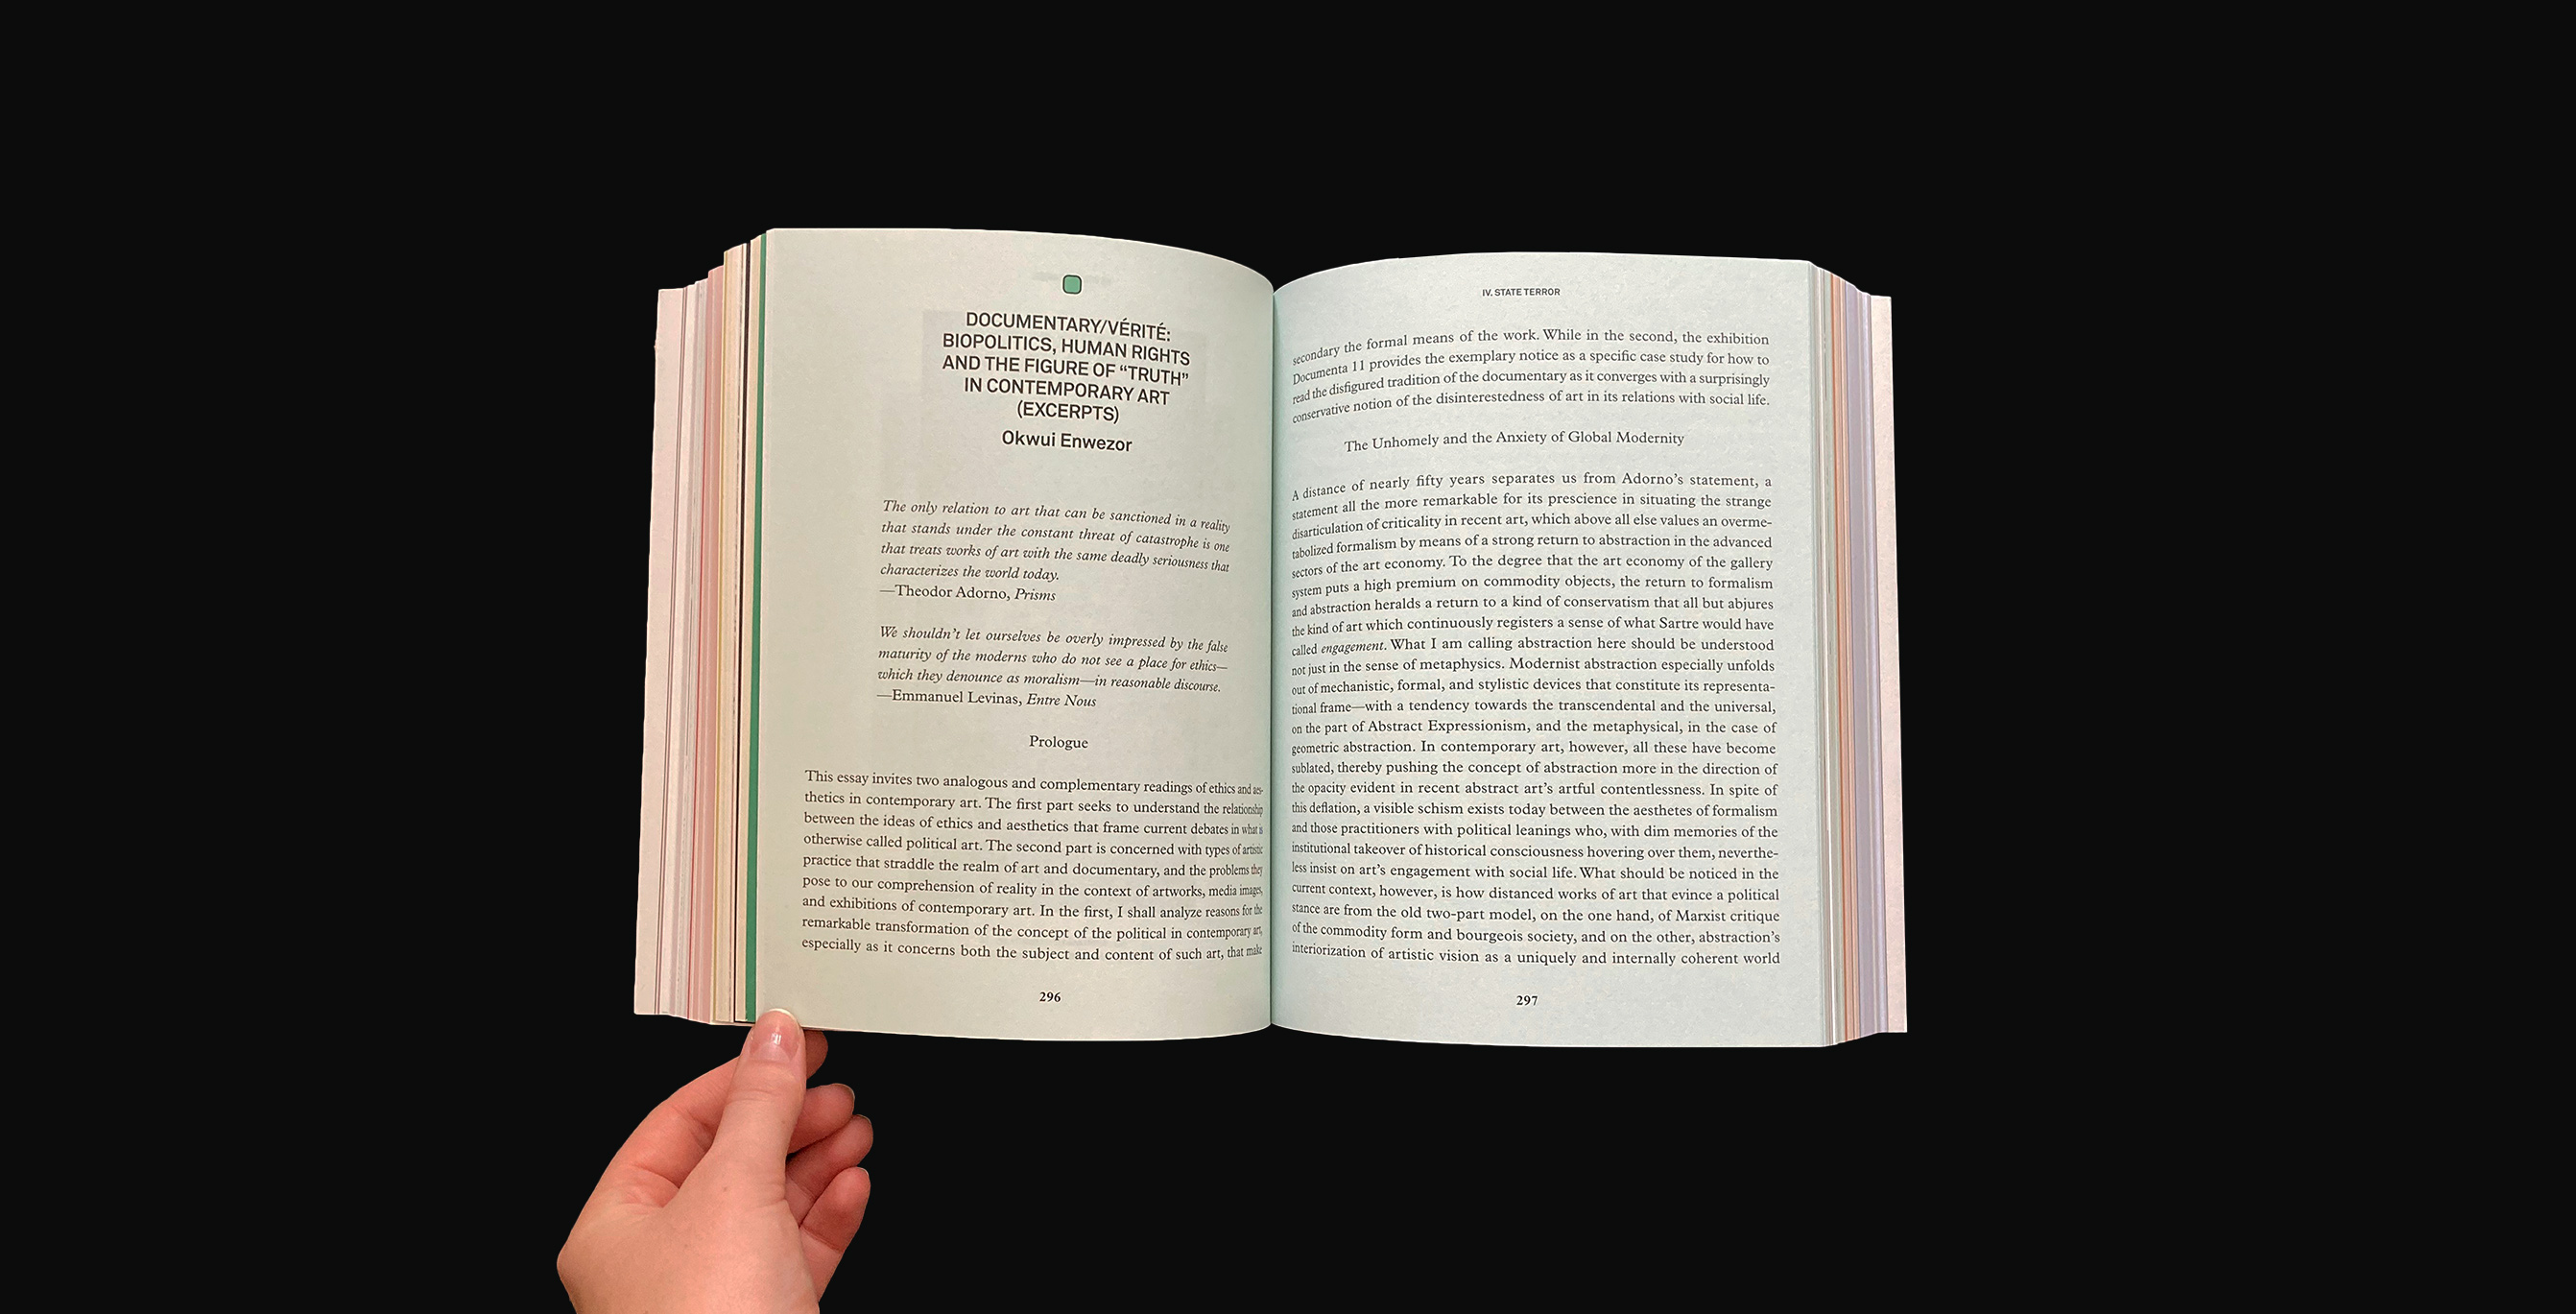 DOCUMENTARY/VÉRITÉ:
BIOPOLITICS, HUMAN RIGHTS
AND THE FIGURE OF “TRUTH”
IN CONTEMPORARY ART
(EXCERPTS)
Okwui Enwezor
The only relation to art that can be sanctioned in a reality
that stands under the constant threat of catastrophe is one
that treats works of art with the same deadly seriousness that
characterizes the world today.
—Theodor Adorno, Prisms
We shouldn’t let ourselves be overly impressed by the false
maturity of the moderns who do not see a place for ethics—
which they denounce as moralism—in reasonable discourse.
—Emmanuel Levinas, Entre Nous
Prologue
This essay invites two analogous and complementary readings of ethics and aes-
thetics in contemporary art. The first part seeks to understand the relationship
between the ideas of ethics and aesthetics that frame current debates in what is
otherwise called political art. The second part is concerned with types of artistic
practice that straddle the realm of art and documentary, and the problems they
pose to our comprehension of reality in the context of artworks, media images,
and exhibitions of contemporary art. In the first, I shall analyze reasons for the
remarkable transformation of the concept of the political in contemporary art,
especially as it concerns both the subject and content of such art, that make
296
IV. STATE TERROR
secondary the formal means of the work. While in the second, the exhibition
Documenta 11 provides the exemplary notice as a specific case study for how to
read the disfigured tradition of the documentary as it converges with a surprisingly
conservative notion of the disinterestedness of art in its relations with social life.
The Unhomely and the Anxiety of Global Modernity
A distance of nearly fifty years separates us from Adorno’s statement, a
statement all the more remarkable for its prescience in situating the strange
disarticulation of criticality in recent art, which above all else values an overme-
tabolized formalism by means of a strong return to abstraction in the advanced
sectors of the art economy. To the degree that the art economy of the gallery
system puts a high premium on commodity objects, the return to formalism
and abstraction heralds a return to a kind of conservatism that all but abjures
the kind of art which continuously registers a sense of what Sartre would have
called engagement. What I am calling abstraction here should be understood
not just in the sense of metaphysics. Modernist abstraction especially unfolds
out of mechanistic, formal, and stylistic devices that constitute its representa-
tional frame—with a tendency towards the transcendental and the universal,
on the part of Abstract Expressionism, and the metaphysical, in the case of
geometric abstraction. In contemporary art, however, all these have become
sublated, thereby pushing the concept of abstraction more in the direction of
the opacity evident in recent abstract art’s artful contentlessness. In spite of
this deflation, a visible schism exists today between the aesthetes of formalism
and those practitioners with political leanings who, with dim memories of the
institutional takeover of historical consciousness hovering over them, neverthe-
less insist on art’s engagement with social life. What should be noticed in the
current context, however, is how distanced works of art that evince a political
stance are from the old two-part model, on the one hand, of Marxist critique
of the commodity form and bourgeois society, and on the other, abstraction’s
interiorization of artistic vision as a uniquely and internally coherent world
297